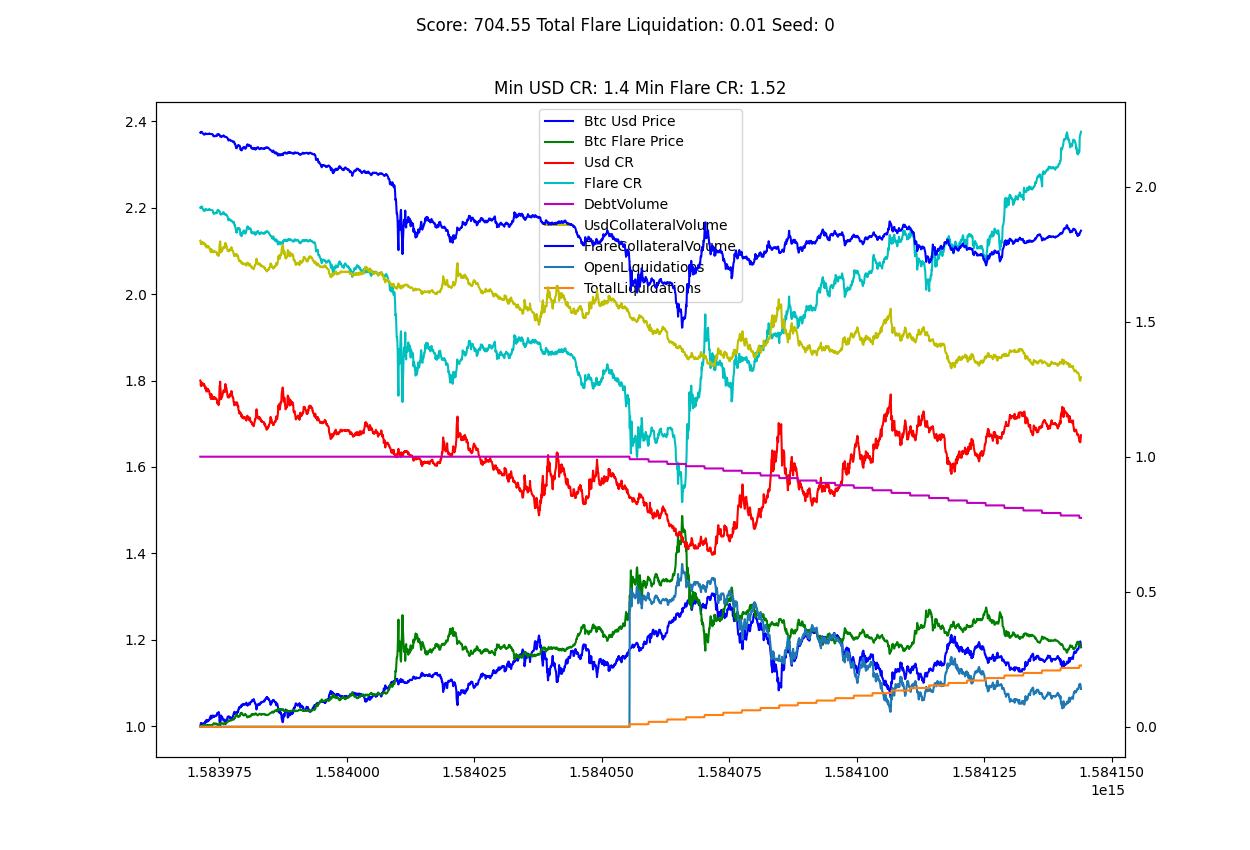 Score: 704.55 Total Flare Liquidation: 0.01 Seed: 0
Min USD CR: 1.4 Min Flare CR: 1.52
Btc Usd Price
Btc Flare Price
Usd CR
Flare CR
DebtVolume
UsdCollateralVolume
FlareCollateralVolume
OpenLiquidations
TotalLiquidations
2.4
2.2
2.0
1.8
1.6
1.4
1.2
1.0
2.0
1.5
1.0
0.5
0.0
1.583975 1.584000 1.584025 1.584050 1.584075 1.584100 1.584125 1.584150
1e15